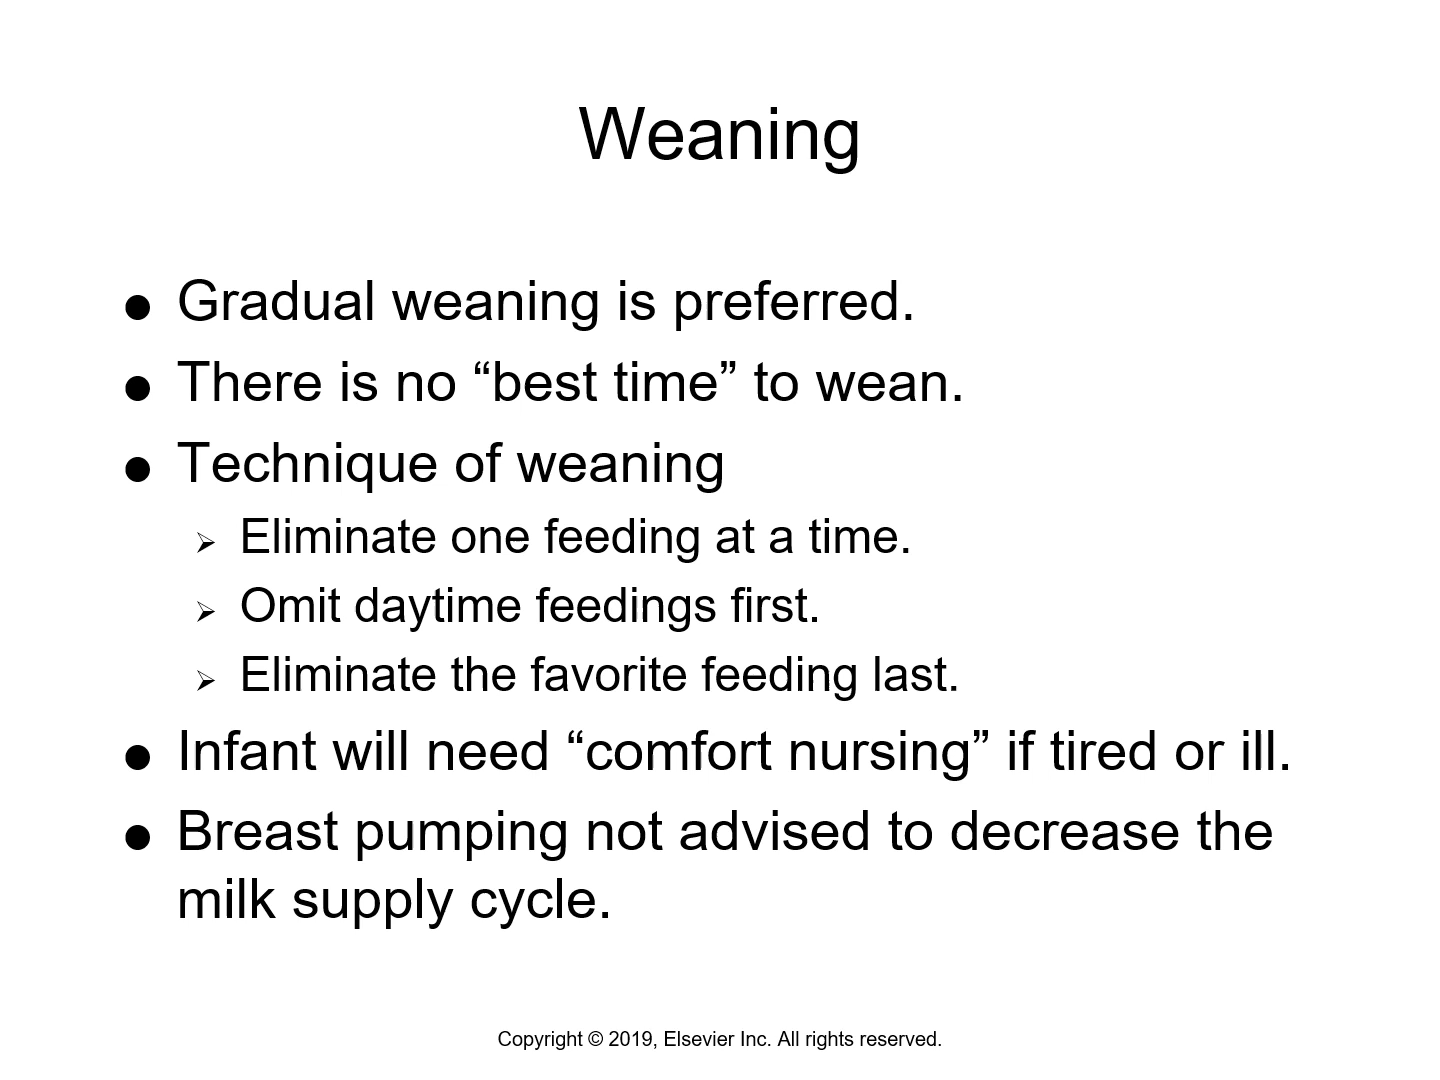 Weaning
● Gradual weaning is preferred.
● There is no “best time” to wean.
● Technique of weaning
➢ Eliminate one feeding at a time.
➢ Omit daytime feedings first.
➢ Eliminate the favorite feeding last.
● Infant will need “comfort nursing” if tired or ill.
● Breast pumping not advised to decrease the
milk supply cycle.
Copyright © 2019, Elsevier Inc. All rights reserved.